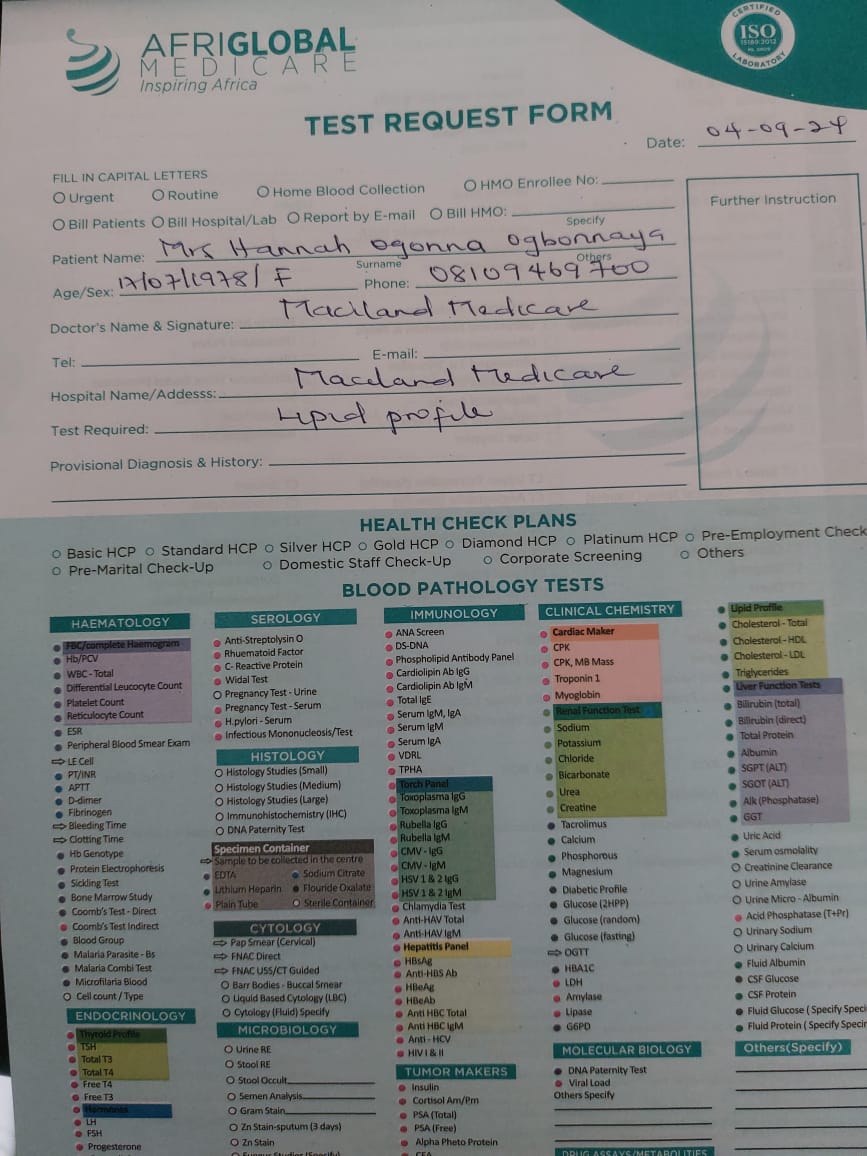 AFRIGLOBAL
MEDICARE
Inspiring Africa
CERTIFIED
ISO
15189:2012
LABORATORY
TEST REQUEST FORM
Date: 04-09-24
FILL IN CAPITAL LETTERS
Urgent Routine Home Blood Collection HMO Enrollee No:
Bill Patients Bill Hospital/Lab Report by E-mail Bill HMO:
Specify
Further Instruction
Patient Name: Mrs Hannah Ogonna Ogbonnaya
Surname Others
Age/Sex: 17/07/1978/ F Phone: 08109469700
Doctor's Name & Signature: Maciland Medicare
Tel: E-mail:
Hospital Name/Addesss: Maciland Medicare
Test Required: Lipid profile
Provisional Diagnosis & History:
HEALTH CHECK PLANS
Basic HCP Standard HCP Silver HCP Gold HCP Diamond HCP Platinum HCP Pre-Employment Check
Pre-Marital Check-Up Domestic Staff Check-Up Corporate Screening Others
BLOOD PATHOLOGY TESTS
HAEMATOLOGY
FBC/complete Haemogram
Hb/PCV
WBC - Total
Differential Leucocyte Count
Platelet Count
Reticulocyte Count
ESR
Peripheral Blood Smear Exam
LE Cell
PT/INR
APTT
D-dimer
Fibrinogen
Bleeding Time
Clotting Time
Hb Genotype
Protein Electrophoresis
Sickling Test
Bone Marrow Study
Coomb's Test - Direct
Coomb's Test Indirect
Blood Group
Malaria Parasite - Bs
Malaria Combi Test
Microfilaria Blood
Cell count / Type
ENDOCRINOLOGY
Thyroid Profile
TSH
Total T3
Total T4
Free T4
Free T3
Hormones
LH
FSH
Progesterone
SEROLOGY
Anti-Streptolysin O
Rhuematoid Factor
C- Reactive Protein
Widal Test
Pregnancy Test - Urine
Pregnancy Test - Serum
H.pylori - Serum
Infectious Mononucleosis/Test
HISTOLOGY
Histology Studies (Small)
Histology Studies (Medium)
Histology Studies (Large)
Immunohistochemistry (IHC)
DNA Paternity Test
Specimen Container
Sample to be collected in the centre
EDTA Sodium Citrate
Lithium Heparin Flouride Oxalate
Plain Tube Sterile Container
CYTOLOGY
Pap Smear (Cervical)
FNAC Direct
FNAC USS/CT Guided
Barr Bodies - Buccal Smear
Liquid Based Cytology (LBC)
Cytology (Fluid) Specify
MICROBIOLOGY
Urine RE
Stool RE
Stool Occult
Semen Analysis
Gram Stain
Zn Stain-sputum (3 days)
Zn Stain
IMMUNOLOGY
ANA Screen
DS-DNA
Phospholipid Antibody Panel
Cardiolipin Ab IgG
Cardiolipin Ab IgM
Total IgE
Serum IgM, IgA
Serum IgM
Serum IgA
VDRL
TPHA
Torch Panel
Toxoplasma IgG
Toxoplasma IgM
Rubella IgG
Rubella IgM
CMV - IgG
CMV - IgM
HSV 1 & 2 IgG
HSV 1 & 2 IgM
Chlamydia Test
Anti-HAV Total
Anti-HAV IgM
Hepatitis Panel
HBsAg
Anti-HBS Ab
HBeAg
HBeAb
Anti HBC Total
Anti HBC IgM
Anti - HCV
HIV I & II
TUMOR MAKERS
Insulin
Cortisol Am/Pm
PSA (Total)
PSA (Free)
Alpha Pheto Protein
CEA
CLINICAL CHEMISTRY
Cardiac Maker
CPK
CPK, MB Mass
Troponin 1
Myoglobin
Renal Function Test
Sodium
Potassium
Chloride
Bicarbonate
Urea
Creatine
Tacrolimus
Calcium
Phosphorous
Magnesium
Diabetic Profile
Glucose (2HPP)
Glucose (random)
Glucose (fasting)
OGTT
HBA1C
LDH
Amylase
Lipase
G6PD
MOLECULAR BIOLOGY
DNA Paternity Test
Viral Load
Others Specify
DRUG ASSAYS/METABOLITIES
Lipid Profile
Cholesterol - Total
Cholesterol - HDL
Cholesterol - LDL
Triglycerides
Liver Function Tests
Bilirubin (total)
Bilirubin (direct)
Total Protein
Albumin
SGPT (ALT)
SGOT (ALT)
Alk (Phosphatase)
GGT
Uric Acid
Serum osmolality
Creatinine Clearance
Urine Amylase
Urine Micro - Albumin
Acid Phosphatase (T+Pr)
Urinary Sodium
Urinary Calcium
Fluid Albumin
CSF Glucose
CSF Protein
Fluid Glucose ( Specify Speci
Fluid Protein ( Specify Speci
Others(Specify)